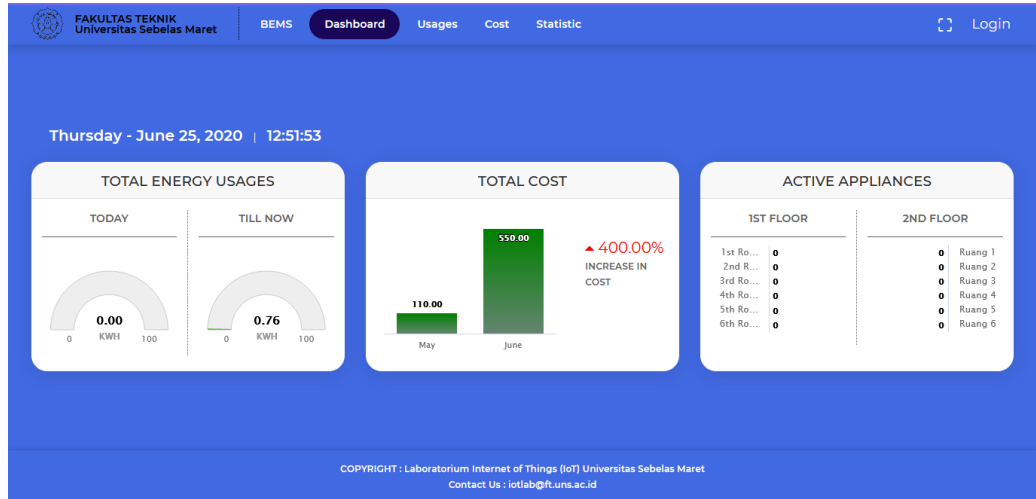 FAKULTAS TEKNIK
Universitas Sebelas Maret
BEMS Dashboard Usages Cost Statistic Login
Thursday - June 25, 2020 | 12:51:53
TOTAL ENERGY USAGES
TODAY TILL NOW
0.00 0.76
KWH KWH
0 100 0 100
TOTAL COST
550.00
110.00
May June
400.00%
INCREASE IN
COST
ACTIVE APPLIANCES
1ST FLOOR 2ND FLOOR
1st Ro... 0 0 Ruang 1
2nd R... 0 0 Ruang 2
3rd Ro... 0 0 Ruang 3
4th Ro... 0 0 Ruang 4
5th Ro... 0 0 Ruang 5
6th Ro... 0 0 Ruang 6
COPYRIGHT : Laboratorium Internet of Things (IoT) Universitas Sebelas Maret
Contact Us : iotlab@ft.uns.ac.id